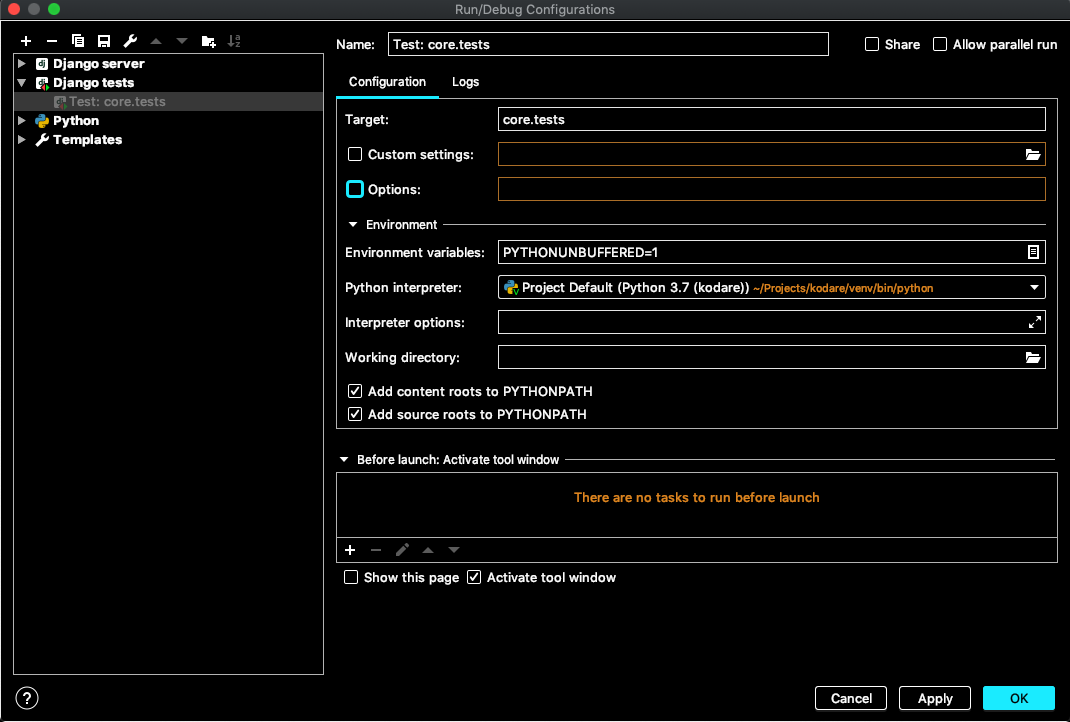 Run/Debug Configurations
Name: Test: core.tests Share Allow parallel run
Django server
Django tests
Test: core.tests
Python
Templates
Configuration Logs
Target: core.tests
Custom settings:
Options:
Environment
Environment variables: PYTHONUNBUFFERED=1
Python interpreter: Project Default (Python 3.7 (kodare)) ~/Projects/kodare/venv/bin/python
Interpreter options:
Working directory:
Add content roots to PYTHONPATH
Add source roots to PYTHONPATH
Before launch: Activate tool window
There are no tasks to run before launch
Show this page Activate tool window
? Cancel Apply OK